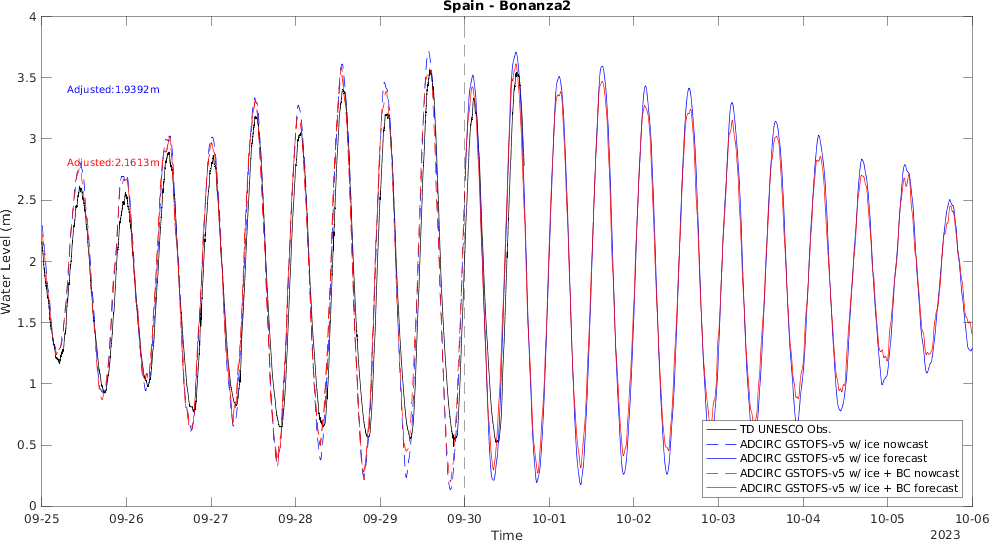 Spain - Bonanza2
4
3.5
3
2.5
2
1.5
1
0.5
0
Water Level (m)
Adjusted:1.9392m
Adjusted:2.1613m
TD UNESCO Obs.
ADCIRC GSTOFS-v5 w/ ice nowcast
ADCIRC GSTOFS-v5 w/ ice forecast
ADCIRC GSTOFS-v5 w/ ice + BC nowcast
ADCIRC GSTOFS-v5 w/ ice + BC forecast
09-25 09-26 09-27 09-28 09-29 09-30 10-01 10-02 10-03 10-04 10-05 10-06
Time
2023